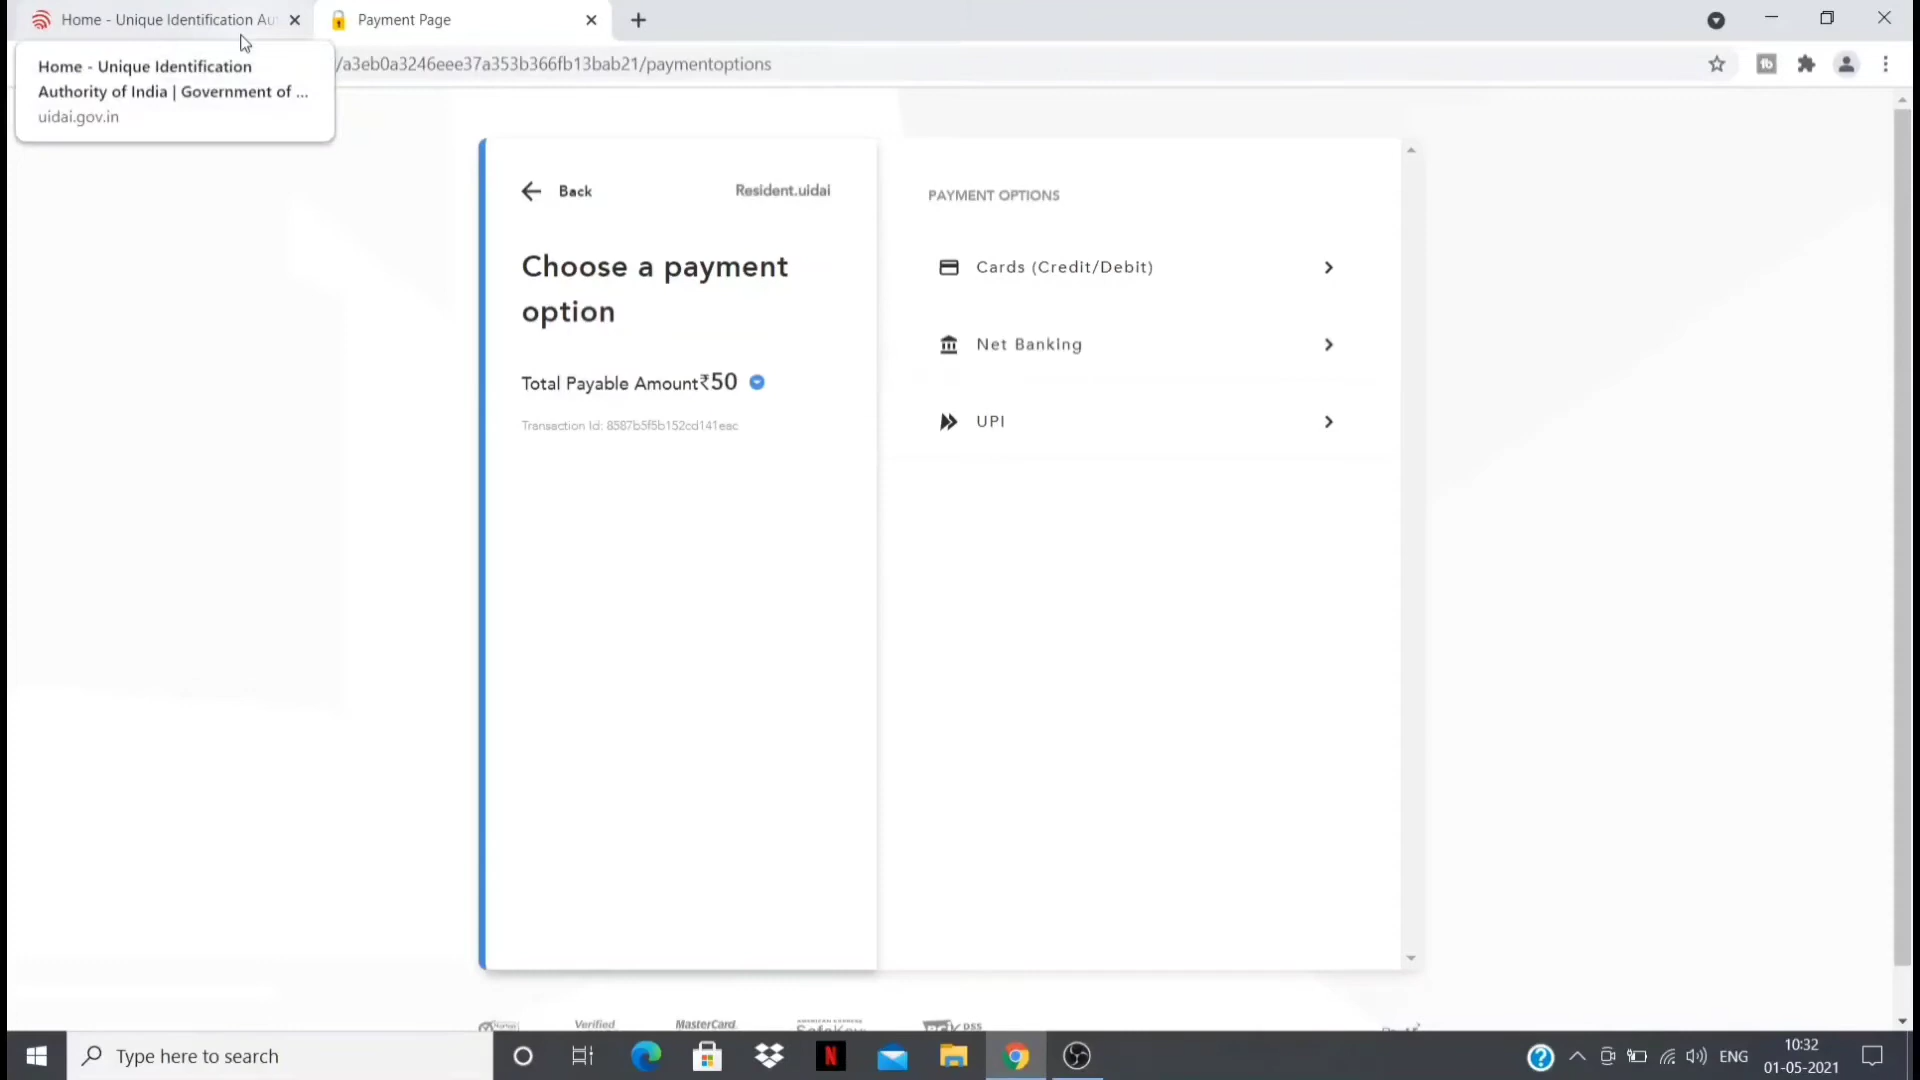 Home - Unique Identification Au
Payment Page
Home - Unique Identification
Authority of India | Government of ...
uidai.gov.in
/a3eb0a3246eee37a353b366fb13bab21/paymentoptions
Back
Resident.uidai
Choose a payment
option
Total Payable Amount₹50
Transaction Id: 8587b5f5b152cd141eac
PAYMENT OPTIONS
Cards (Credit/Debit)
Net Banking
UPI
Verified
MasterCard.
DSS
Type here to search
ENG
10:32
01-05-2021